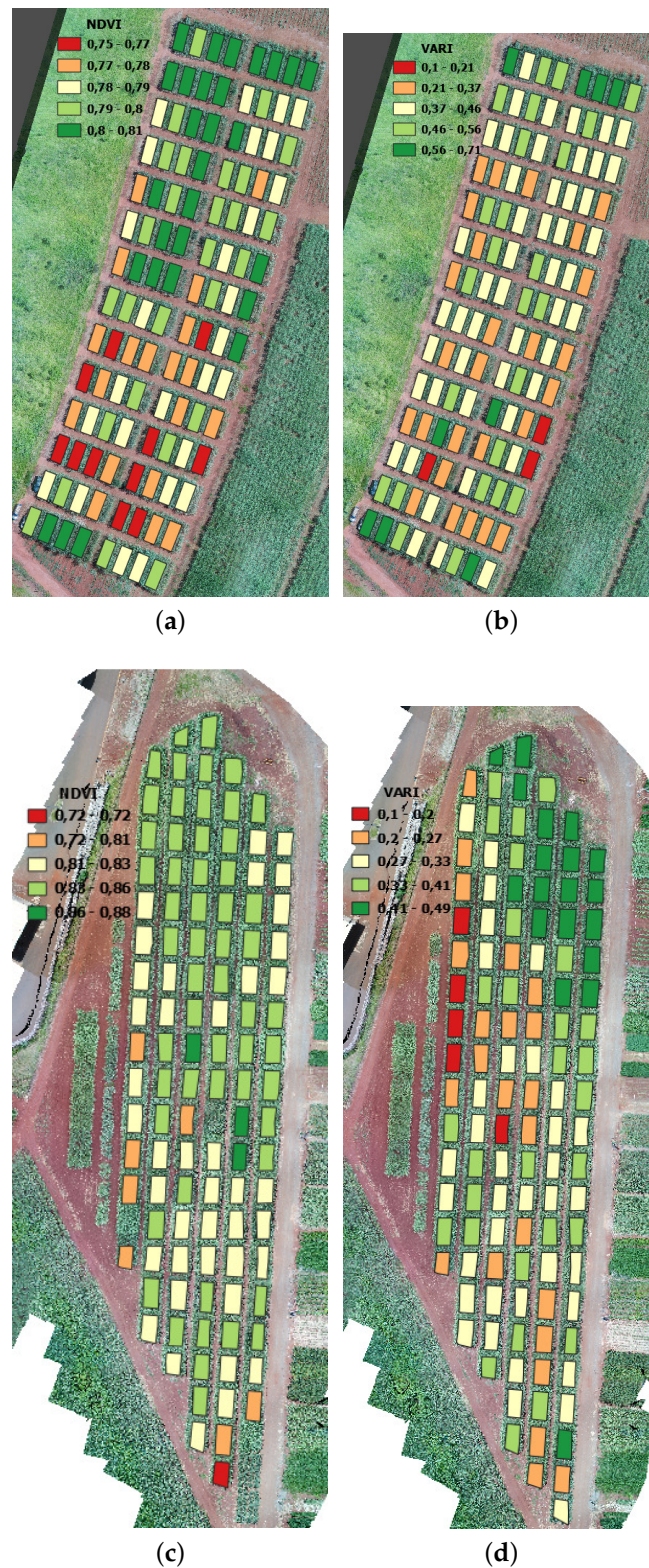 NDVI
0,75 - 0,77
0,77 - 0,78
0,78 - 0,79
0,79 - 0,8
0,8 - 0,81
(a)
VARI
0,1 - 0,21
0,21 - 0,37
0,37 - 0,46
0,46 - 0,56
0,56 - 0,71
(b)
NDVI
0,72 - 0,72
0,72 - 0,81
0,81 - 0,83
0,83 - 0,86
0,86 - 0,88
(c)
VARI
0,1 - 0,2
0,2 - 0,27
0,27 - 0,33
0,33 - 0,41
0,41 - 0,49
(d)